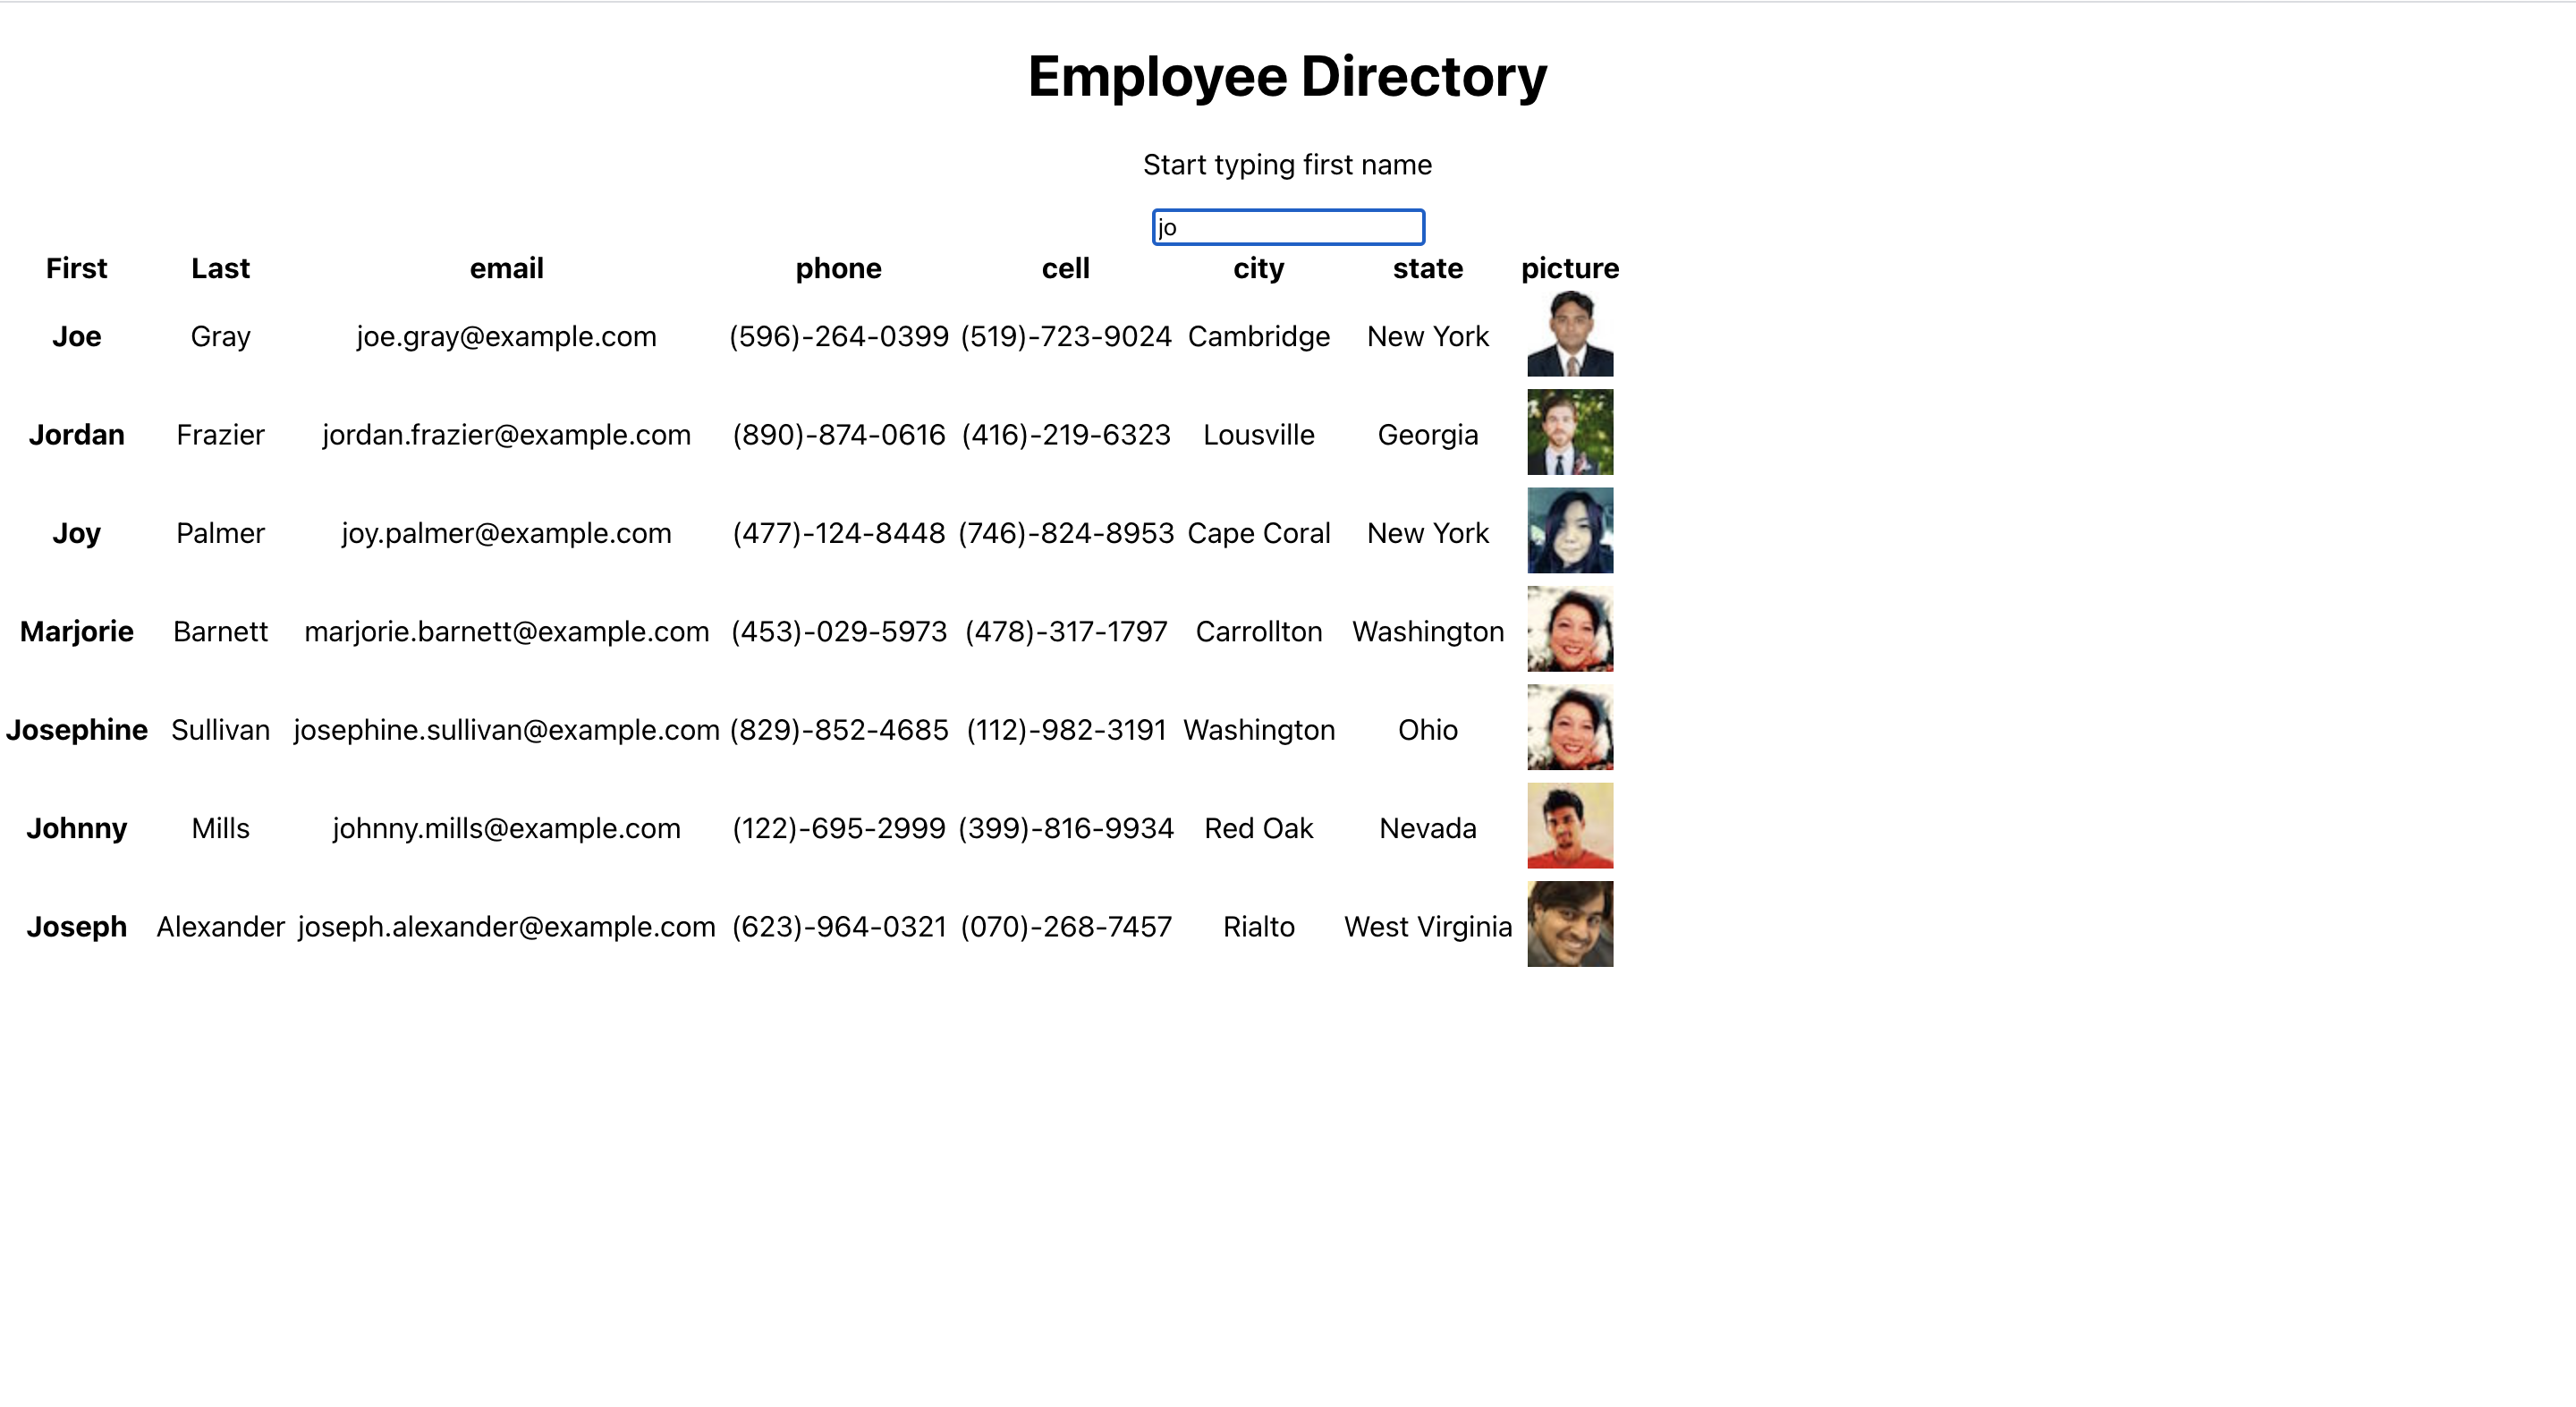 Employee Directory
Start typing first name
jo
First Last email phone cell city state picture
Joe Gray joe.gray@example.com (596)-264-0399 (519)-723-9024 Cambridge New York
Jordan Frazier jordan.frazier@example.com (890)-874-0616 (416)-219-6323 Lousville Georgia
Joy Palmer joy.palmer@example.com (477)-124-8448 (746)-824-8953 Cape Coral New York
Marjorie Barnett marjorie.barnett@example.com (453)-029-5973 (478)-317-1797 Carrollton Washington
Josephine Sullivan josephine.sullivan@example.com (829)-852-4685 (112)-982-3191 Washington Ohio
Johnny Mills johnny.mills@example.com (122)-695-2999 (399)-816-9934 Red Oak Nevada
Joseph Alexander joseph.alexander@example.com (623)-964-0321 (070)-268-7457 Rialto West Virginia